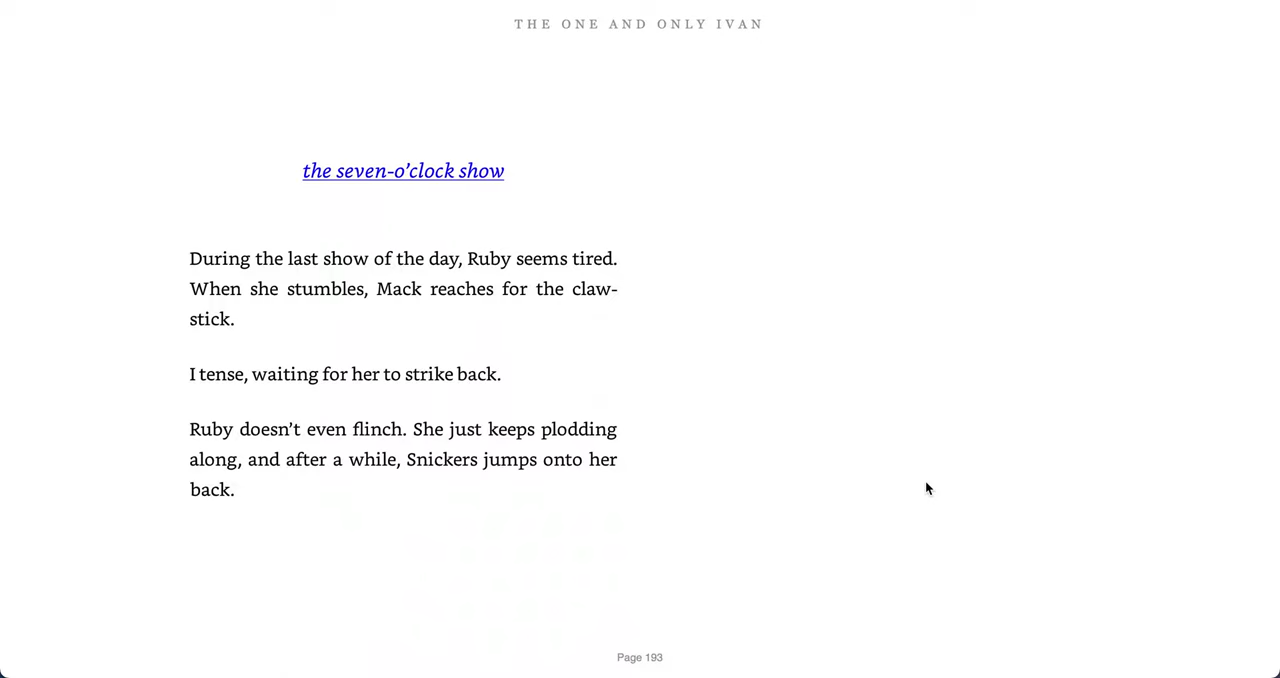 THE ONE AND ONLY IVAN
the seven-o’clock show
During the last show of the day, Ruby seems tired.
When she stumbles, Mack reaches for the claw-
stick.
I tense, waiting for her to strike back.
Ruby doesn’t even flinch. She just keeps plodding
along, and after a while, Snickers jumps onto her
back.
Page 193